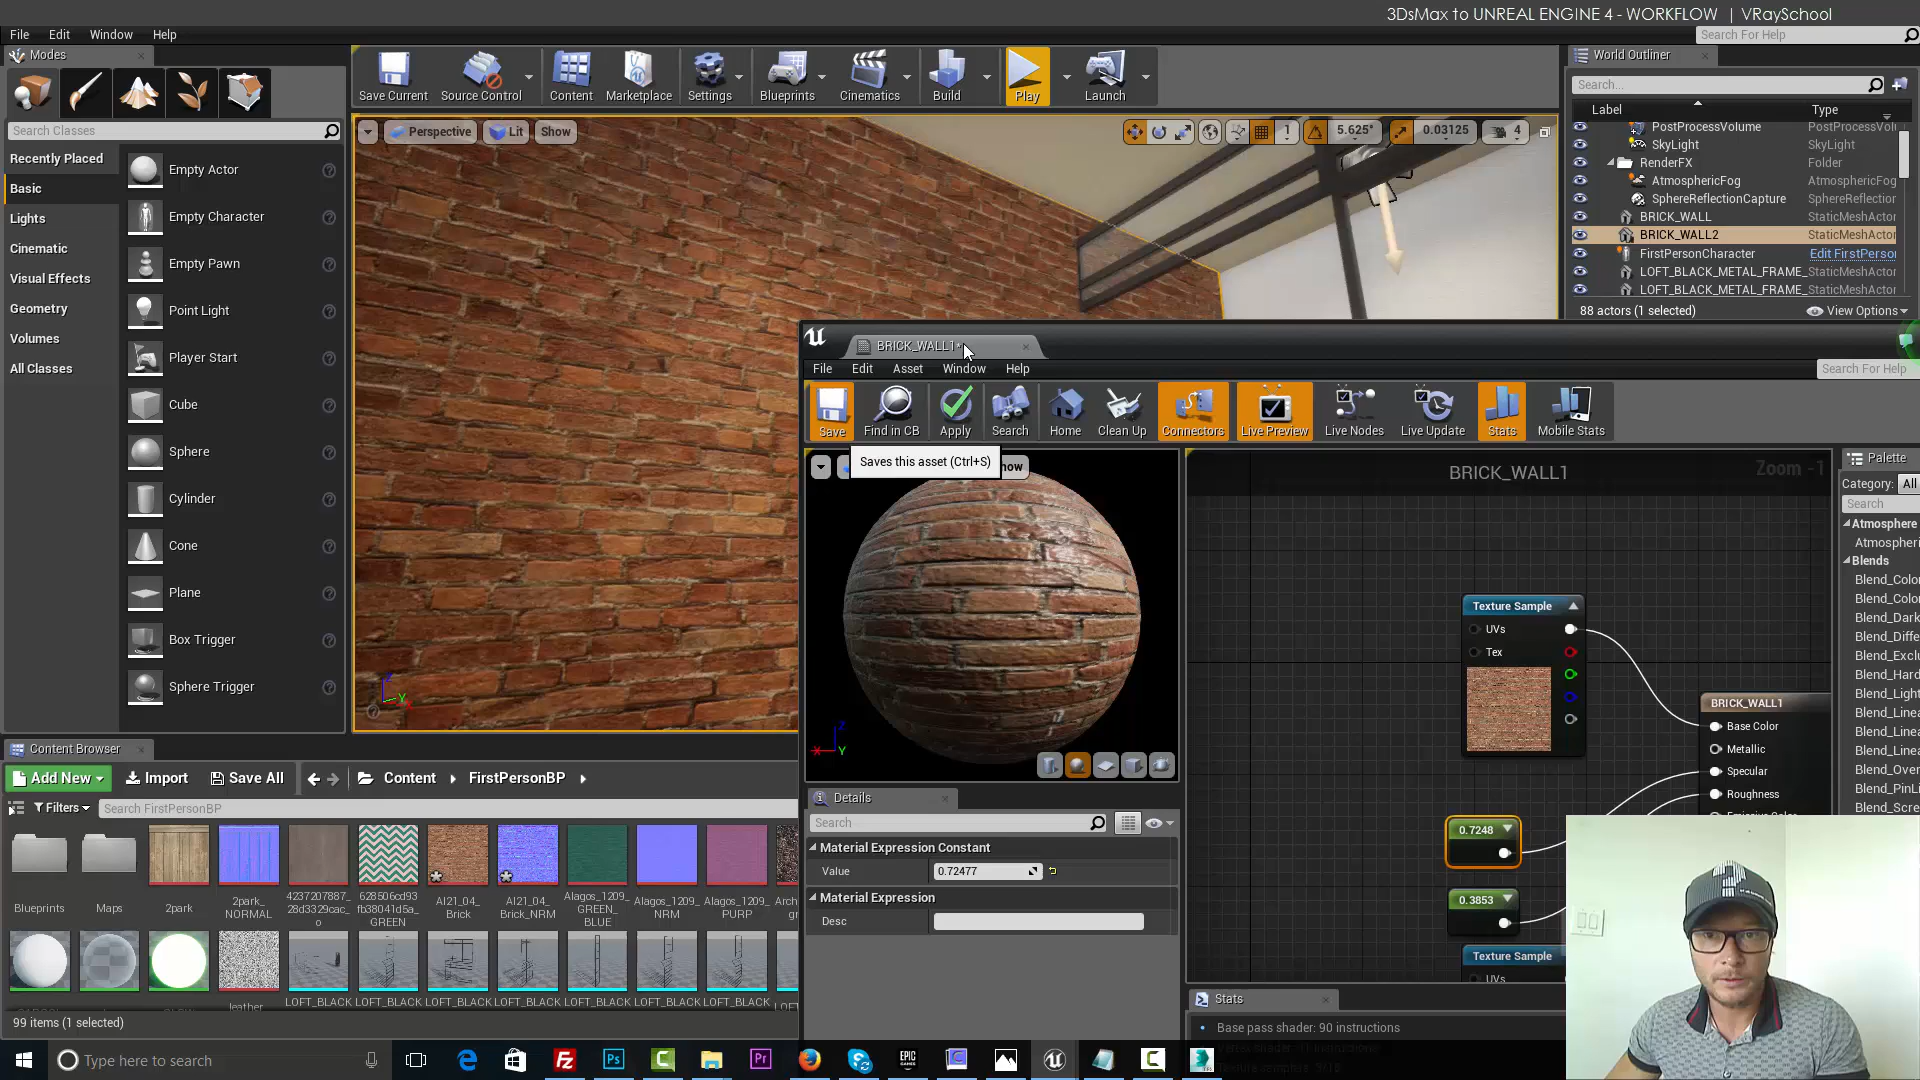 3DsMax to UNREAL ENGINE 4 - WORKFLOW | VRaySchool
File Edit Window Help
Search For Help
Modes
Search Classes
Recently Placed
Basic
Lights
Cinematic
Visual Effects
Geometry
Volumes
All Classes
Empty Actor
Empty Character
Empty Pawn
Point Light
Player Start
Cube
Sphere
Cylinder
Cone
Plane
Box Trigger
Sphere Trigger
Save Current Source Control Content Marketplace Settings Blueprints Cinematics Build Play Launch
Perspective Lit Show
1 5.625° 0.03125 4
World Outliner
Search...
Label Type
PostProcessVolume PostProcessVolu
SkyLight SkyLight
RenderFX Folder
AtmosphericFog AtmosphericFog
SphereReflectionCapture SphereReflection
BRICK_WALL StaticMeshActor
BRICK_WALL2 StaticMeshActor
FirstPersonCharacter Edit FirstPerso
LOFT_BLACK_METAL_FRAME_ StaticMeshActor
LOFT_BLACK_METAL_FRAME_ StaticMeshActor
88 actors (1 selected) View Options
BRICK_WALL1*
File Edit Asset Window Help
Search For Help
Save Find in CB Apply Search Home Clean Up Connectors Live Preview Live Nodes Live Update Stats Mobile Stats
Saves this asset (Ctrl+S)
BRICK_WALL1
Zoom -1
Texture Sample
UVs
Tex
BRICK_WALL1
Base Color
Metallic
Specular
Roughness
0.7248
0.3853
Texture Sample
UVs
Palette
Category: All
Search
Atmosphere
Atmospheri
Blends
Blend_Colo
Blend_Colo
Blend_Dark
Blend_Diffe
Blend_Exclu
Blend_Hard
Blend_Light
Blend_Linea
Blend_Linea
Blend_Linea
Blend_Over
Blend_PinLi
Blend_Scre
Details
Search
Material Expression Constant
Value 0.72477
Material Expression
Desc
Stats
Base pass shader: 90 instructions
Content Browser
Add New Import Save All Content FirstPersonBP
Filters Search FirstPersonBP
Blueprints
Maps
2park
2park_
NORMAL
4237207887_
28d3329cac_
o
628506cd93
fb38041d5a_
GREEN
AI21_04_
Brick
AI21_04_
Brick_NRM
Alagos_1209_
GREEN_
BLUE
Alagos_1209_
NRM
Alagos_1209_
PURP
leather
LOFT_BLACK
LOFT_BLACK
LOFT_BLACK
LOFT_BLACK
LOFT_BLACK
LOFT_BLACK
LOFT_BLACK
99 items (1 selected)
Type here to search